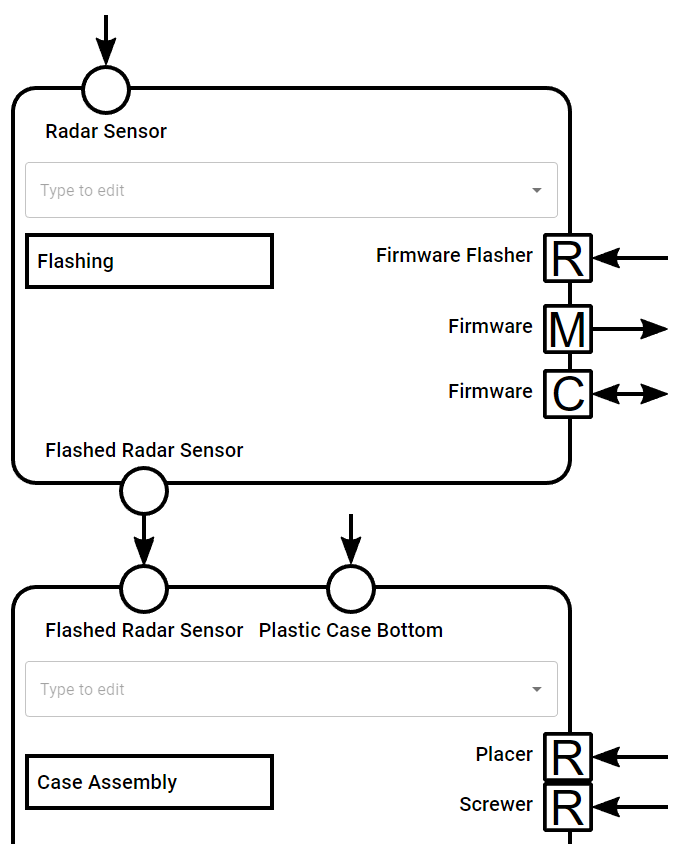 Radar Sensor
Type to edit
Flashing
Firmware Flasher R
Firmware M
Firmware C
Flashed Radar Sensor
Flashed Radar Sensor Plastic Case Bottom
Type to edit
Placer R
Case Assembly
Screwer R